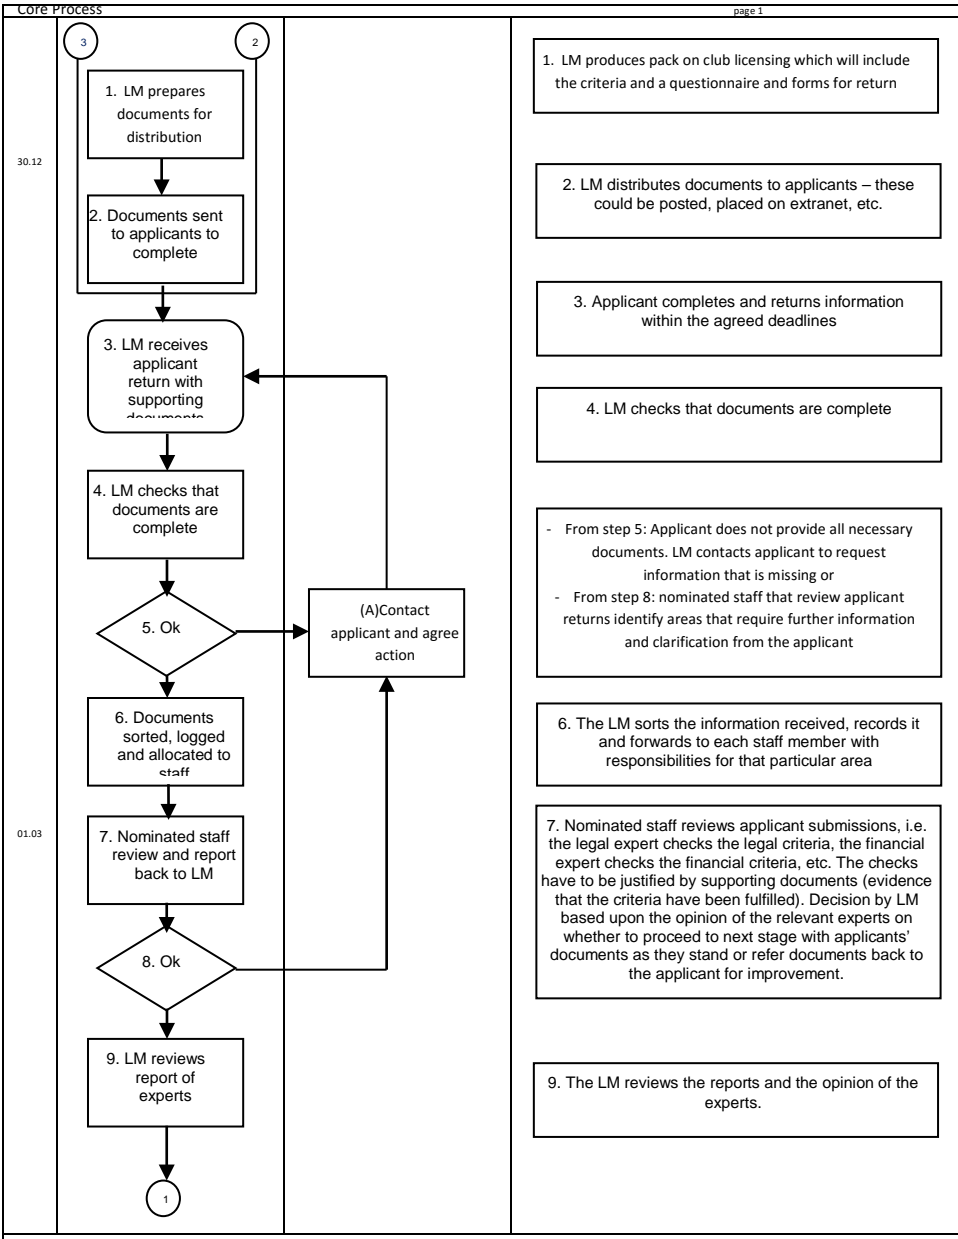 Core Process
page 1
3
2
1. LM prepares
documents for
distribution
30.12
2. Documents sent
to applicants to
complete
3. LM receives
applicant
return with
supporting
documents
4. LM checks that
documents are
complete
5. Ok
(A)Contact
applicant and agree
action
6. Documents
sorted, logged
and allocated to
staff
01.03
7. Nominated staff
review and report
back to LM
8. Ok
9. LM reviews
report of
experts
1
1. LM produces pack on club licensing which will include
the criteria and a questionnaire and forms for return
2. LM distributes documents to applicants – these
could be posted, placed on extranet, etc.
3. Applicant completes and returns information
within the agreed deadlines
4. LM checks that documents are complete
- From step 5: Applicant does not provide all necessary
documents. LM contacts applicant to request
information that is missing or
- From step 8: nominated staff that review applicant
returns identify areas that require further information
and clarification from the applicant
6. The LM sorts the information received, records it
and forwards to each staff member with
responsibilities for that particular area
7. Nominated staff reviews applicant submissions, i.e.
the legal expert checks the legal criteria, the financial
expert checks the financial criteria, etc. The checks
have to be justified by supporting documents (evidence
that the criteria have been fulfilled). Decision by LM
based upon the opinion of the relevant experts on
whether to proceed to next stage with applicants’
documents as they stand or refer documents back to
the applicant for improvement.
9. The LM reviews the reports and the opinion of the
experts.